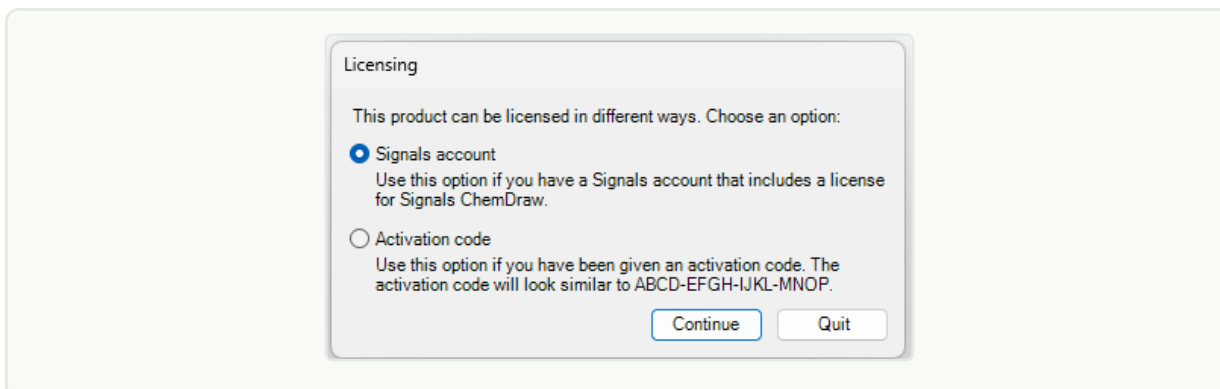 Licensing
This product can be licensed in different ways. Choose an option:
Signals account
Use this option if you have a Signals account that includes a license
for Signals ChemDraw.
Activation code
Use this option if you have been given an activation code. The
activation code will look similar to ABCD-EFGH-IJKL-MNOP.
Continue Quit